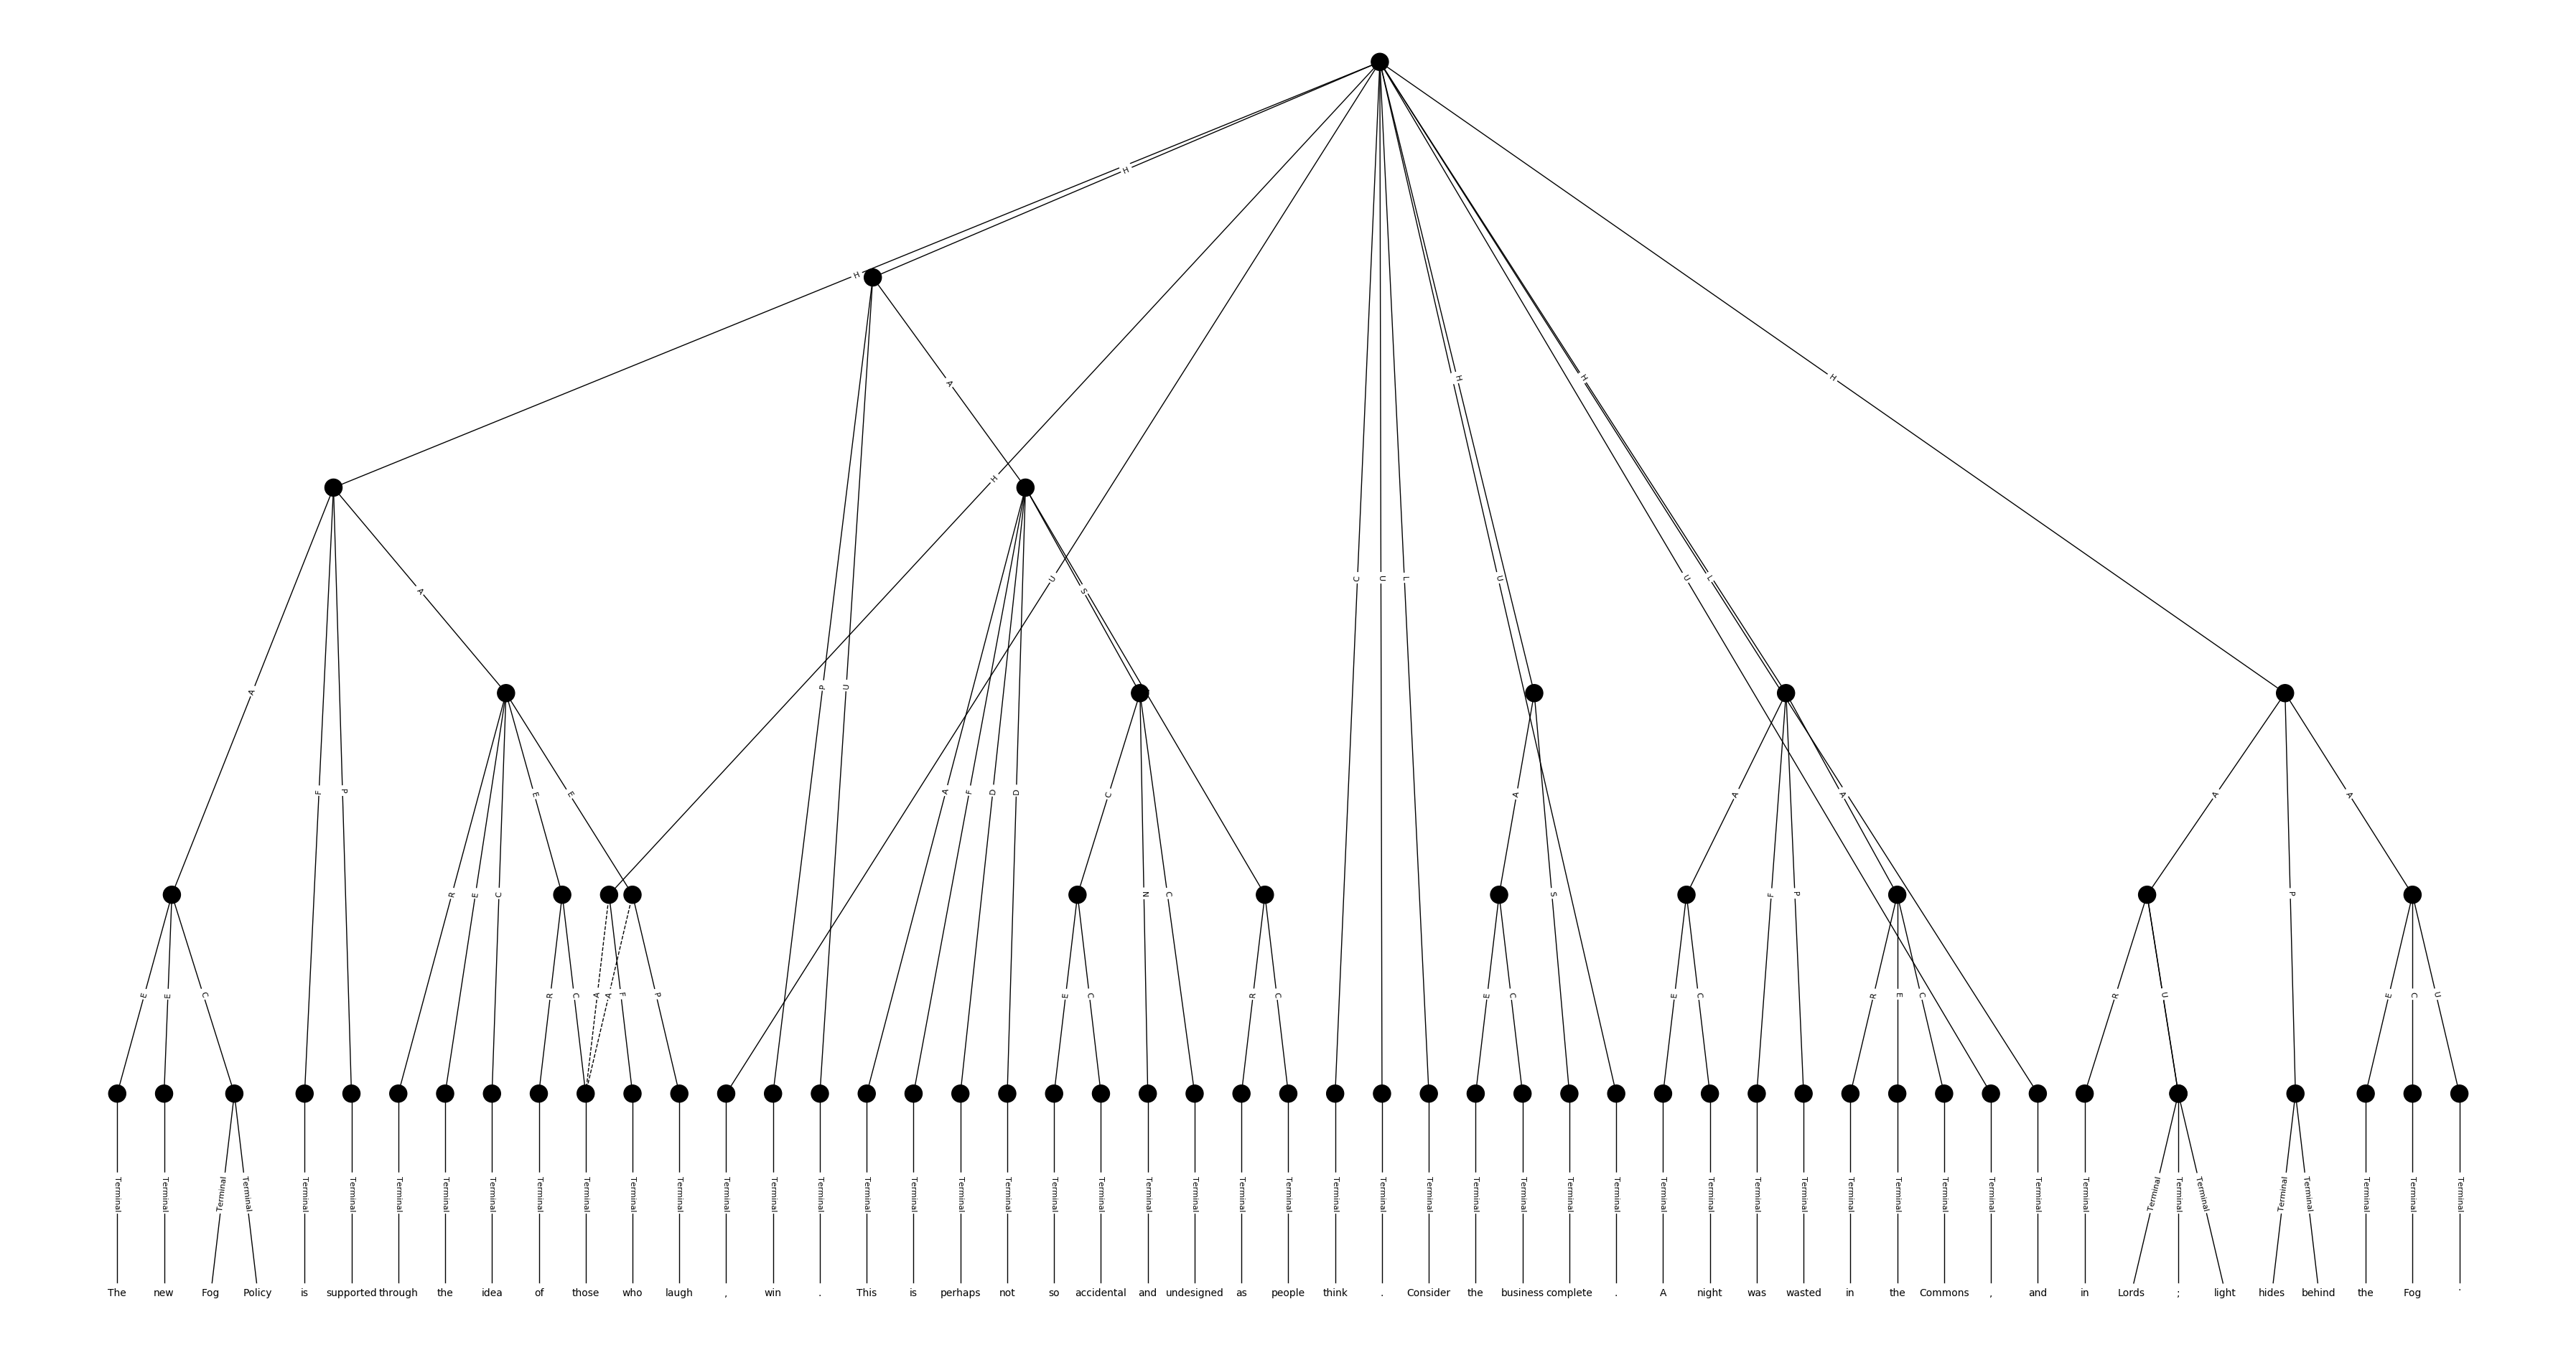 H
H
A
H
H
H
H
S
A
U
C
U
L
U
U
L
A
P
U
F
P
E
E
A
F
D
D
C
A
A
A
A
A
R
E
C
N
C
S
F
P
P
E
E
C
R
C
A
A
F
P
E
C
R
C
E
C
E
C
R
E
C
R
U
E
C
U
Terminal Terminal Terminal Terminal Terminal Terminal Terminal Terminal Terminal Terminal Terminal Terminal Terminal Terminal Terminal Terminal Terminal Terminal Terminal Terminal Terminal Terminal Terminal Terminal Terminal Terminal Terminal Terminal Terminal Terminal Terminal Terminal Terminal Terminal Terminal Terminal Terminal Terminal Terminal Terminal Terminal Terminal Terminal Terminal Terminal Terminal Terminal Terminal Terminal Terminal Terminal
The new Fog Policy is supported through the idea of those who laugh , win . This is perhaps not so accidental and undesigned as people think . Consider the business complete . A night was wasted in the Commons , and in Lords ; light hides behind the Fog